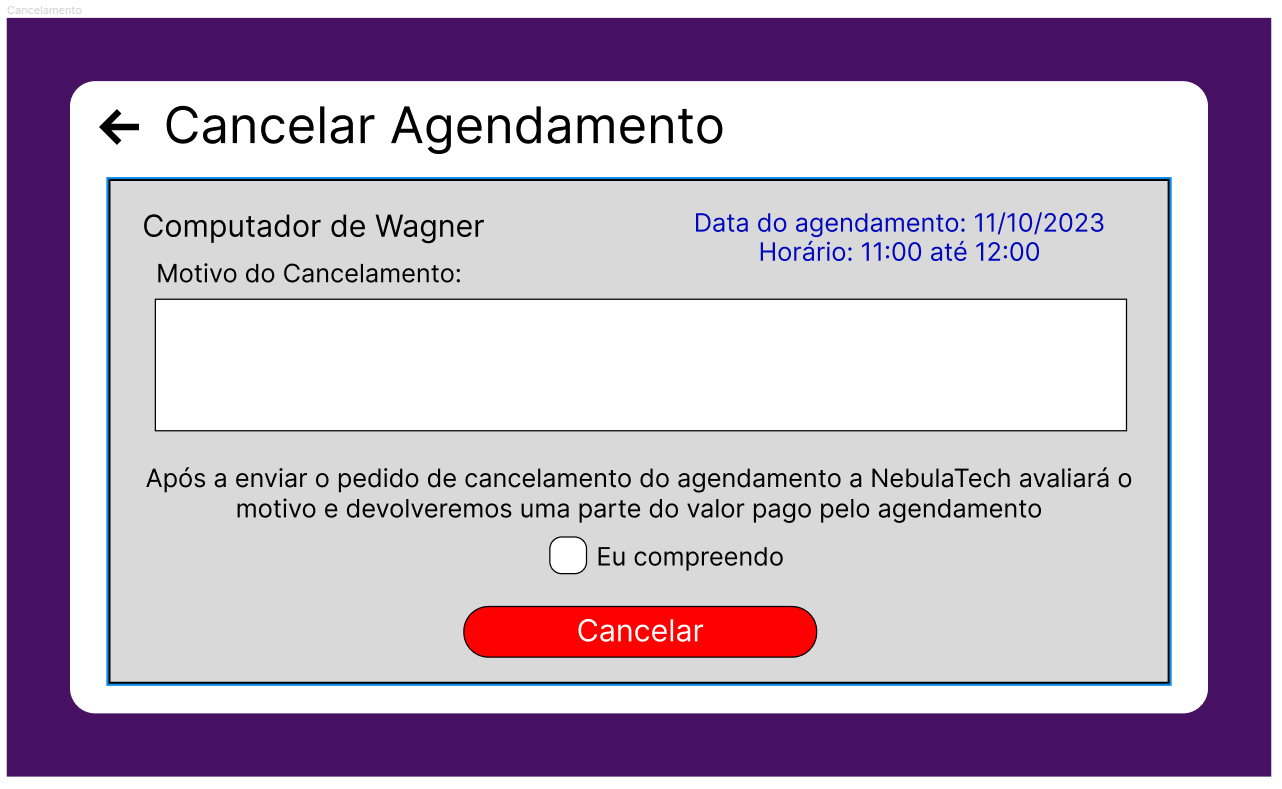 Cancelamento
Cancelar Agendamento
Computador de Wagner
Data do agendamento: 11/10/2023
Horário: 11:00 até 12:00
Motivo do Cancelamento:
Após a enviar o pedido de cancelamento do agendamento a NebulaTech avaliará o
motivo e devolveremos uma parte do valor pago pelo agendamento
Eu compreendo
Cancelar